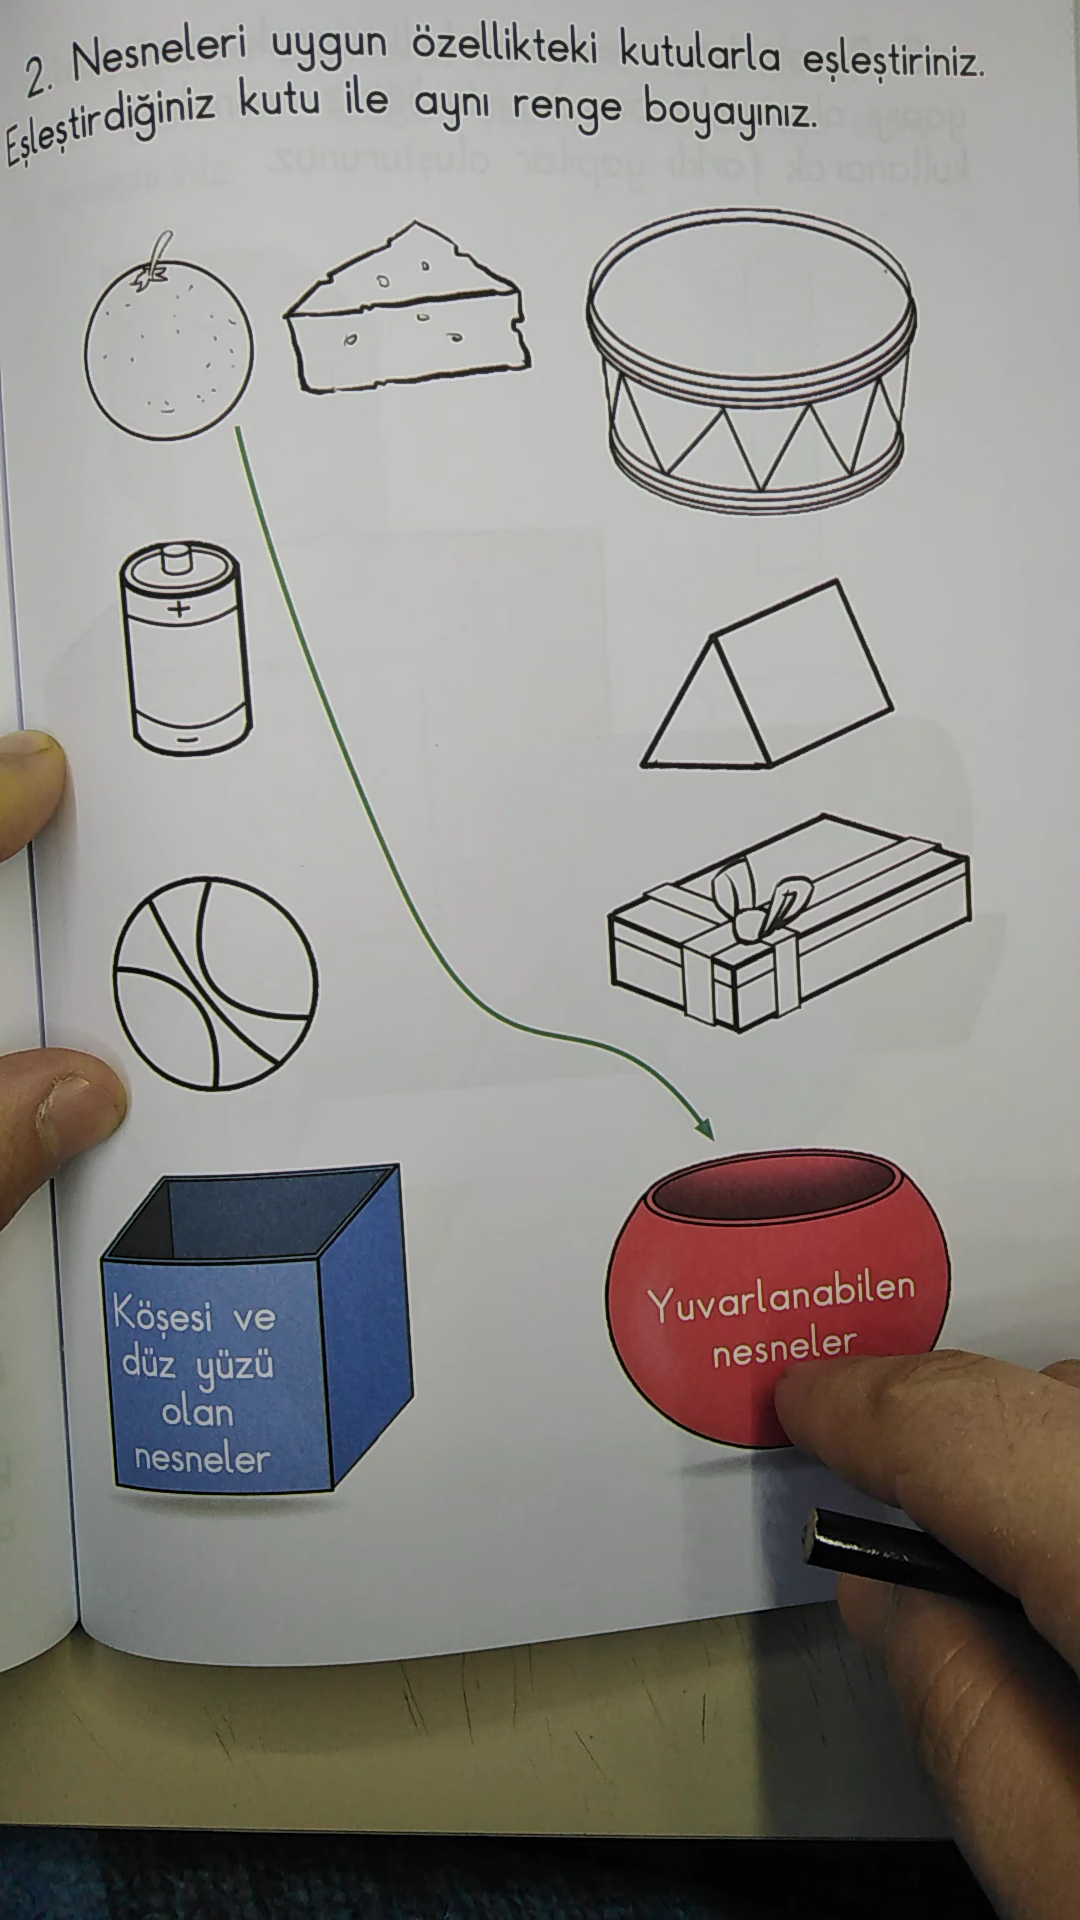 2. Nesneleri uygun özellikteki kutularla eşleştiriniz.
Eşleştirdiğiniz kutu ile aynı renge boyayınız.
+
−
Köşesi ve
düz yüzü
olan
nesneler
Yuvarlanabilen
nesneler